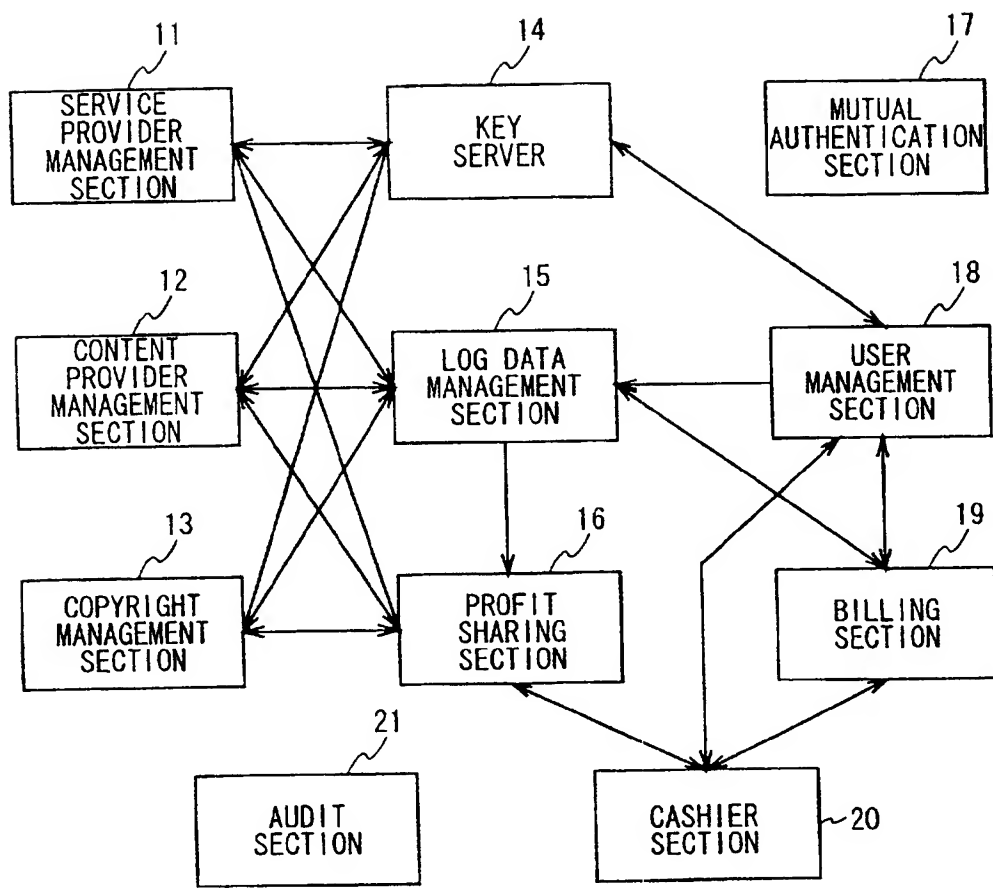 11
SERVICE
PROVIDER
MANAGEMENT
SECTION
14
KEY
SERVER
17
MUTUAL
AUTHENTICATION
SECTION
12
CONTENT
PROVIDER
MANAGEMENT
SECTION
15
LOG DATA
MANAGEMENT
SECTION
18
USER
MANAGEMENT
SECTION
13
COPYRIGHT
MANAGEMENT
SECTION
16
PROFIT
SHARING
SECTION
19
BILLING
SECTION
21
AUDIT
SECTION
CASHIER
SECTION
20